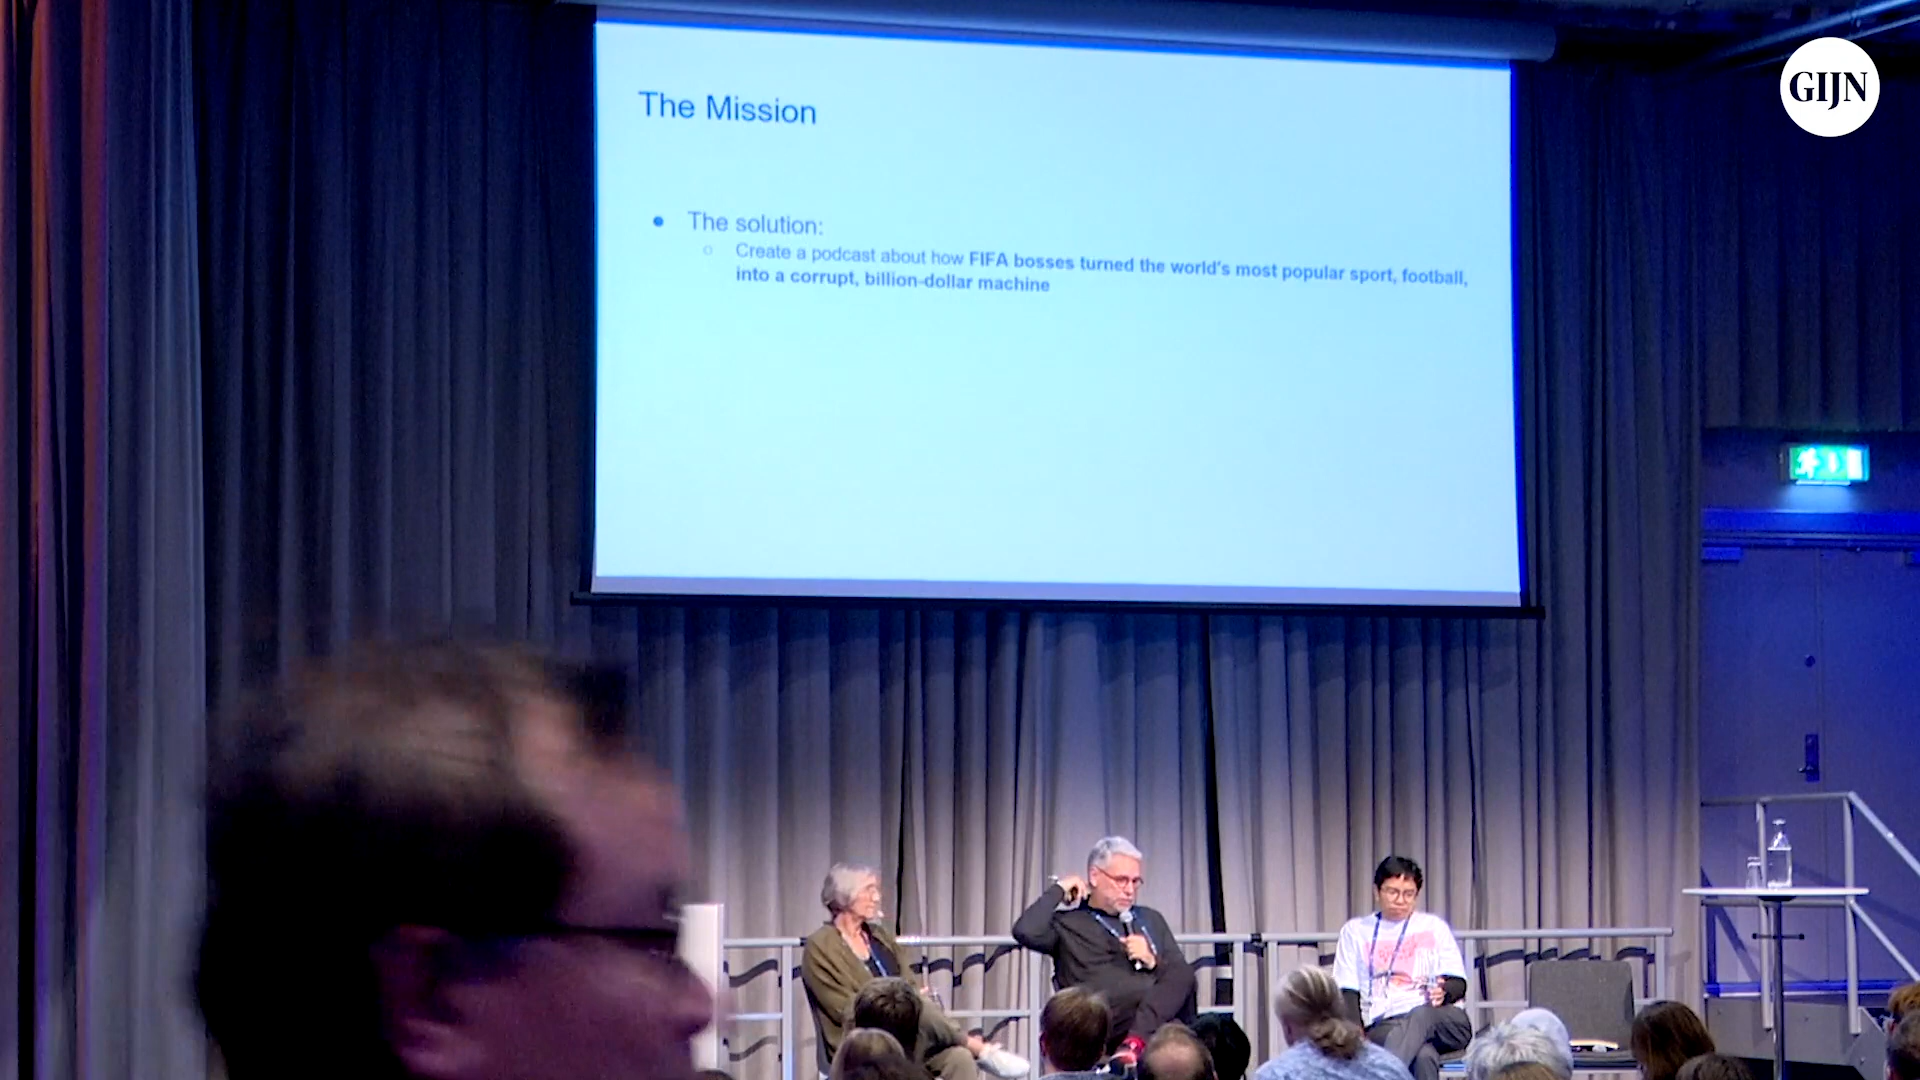 GIJN
The Mission
The solution:
Create a podcast about how FIFA bosses turned the world's most popular sport, football,
into a corrupt, billion-dollar machine